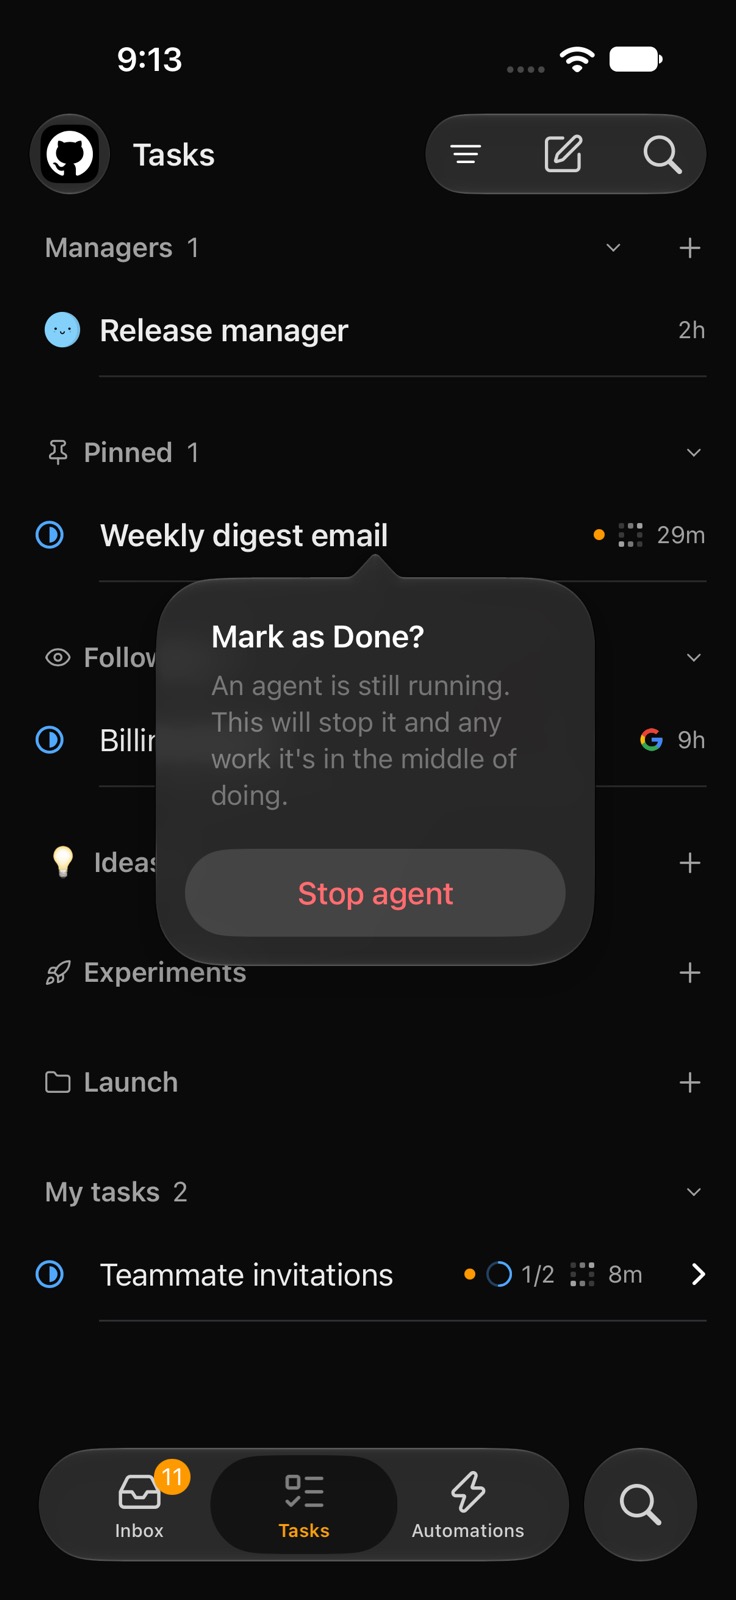 9:13
Tasks
Managers 1
Release manager 2h
Pinned 1
Weekly digest email 29m
Mark as Done?
An agent is still running.
This will stop it and any
work it's in the middle of
doing.
Stop agent
9h
Experiments
Launch
My tasks 2
Teammate invitations 1/2 8m
11
Inbox
Tasks
Automations